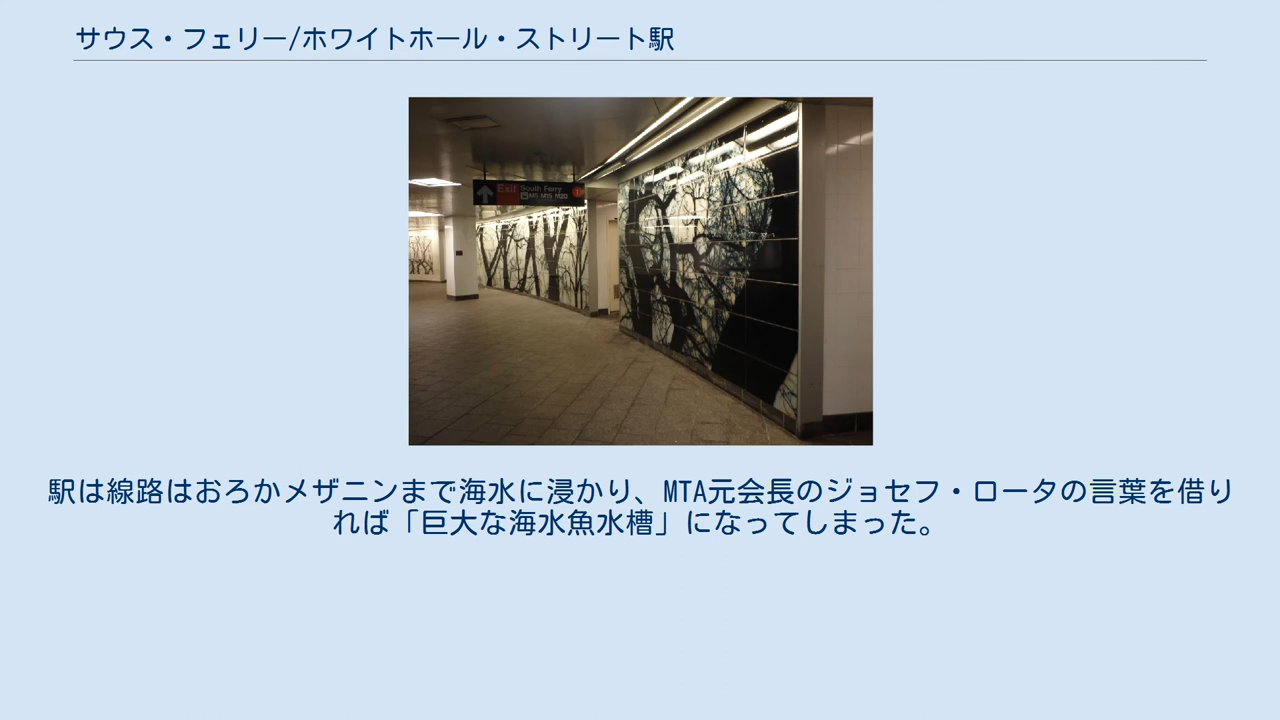 サウス・フェリー/ホワイトホール・ストリート駅
Exit South Ferry
M5 M15 M20
駅は線路はおろかメザニンまで海水に浸かり、MTA元会長のジョセフ・ロータの言葉を借り
れば「巨大な海水魚水槽」になってしまった。